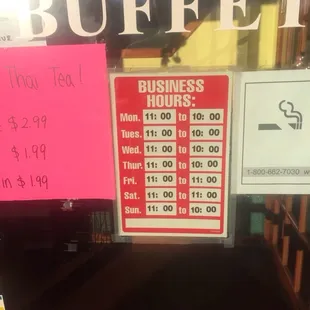 BUFFET
Thai Tea!
$2.99
$1.99
in $1.99
BUSINESS
HOURS:
Mon. 11:00 to 10:00
Tues. 11:00 to 10:00
Wed. 11:00 to 10:00
Thur. 11:00 to 10:00
Fri. 11:00 to 11:00
Sat. 11:00 to 11:00
Sun. 11:00 to 10:00
1-800-662-7030